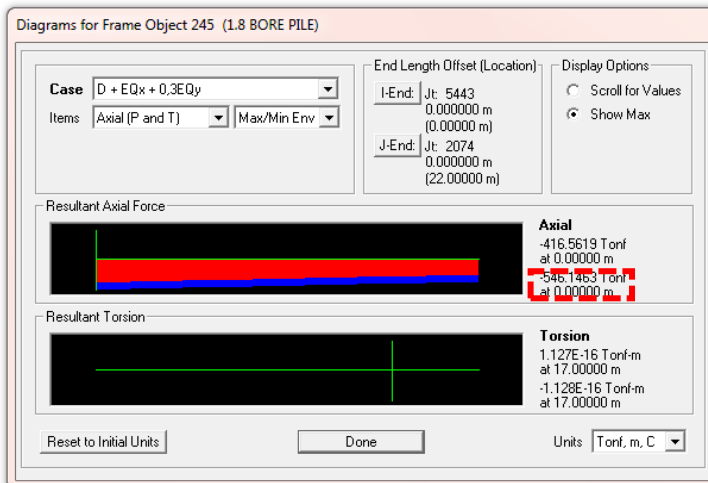 Diagrams for Frame Object 245 (1.8 BORE PILE)
Case D + EQx + 0,3EQy
Items Axial (P and T) Max/Min Env
End Length Offset (Location)
I-End: Jt: 5443
0.000000 m
(0.00000 m)
J-End: Jt: 2074
0.000000 m
(22.00000 m)
Display Options
Scroll for Values
Show Max
Resultant Axial Force
Axial
-416.5619 Tonf
at 0.00000 m
-546.1463 Tonf
at 0.00000 m
Resultant Torsion
Torsion
1.127E-16 Tonf-m
at 17.00000 m
-1.128E-16 Tonf-m
at 17.00000 m
Reset to Initial Units
Done
Units Tonf, m, C